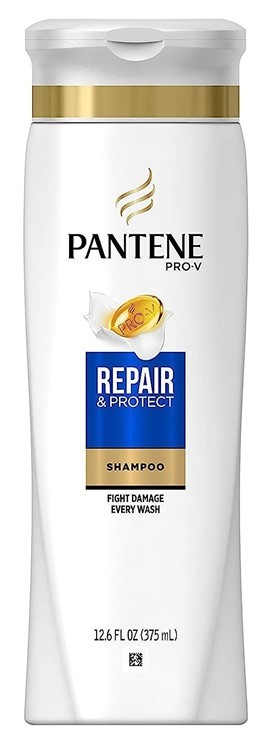 PANTENE
PRO-V
PRO-V
REPAIR
& PROTECT
SHAMPOO
FIGHT DAMAGE
EVERY WASH
12.6 FL OZ (375 mL)